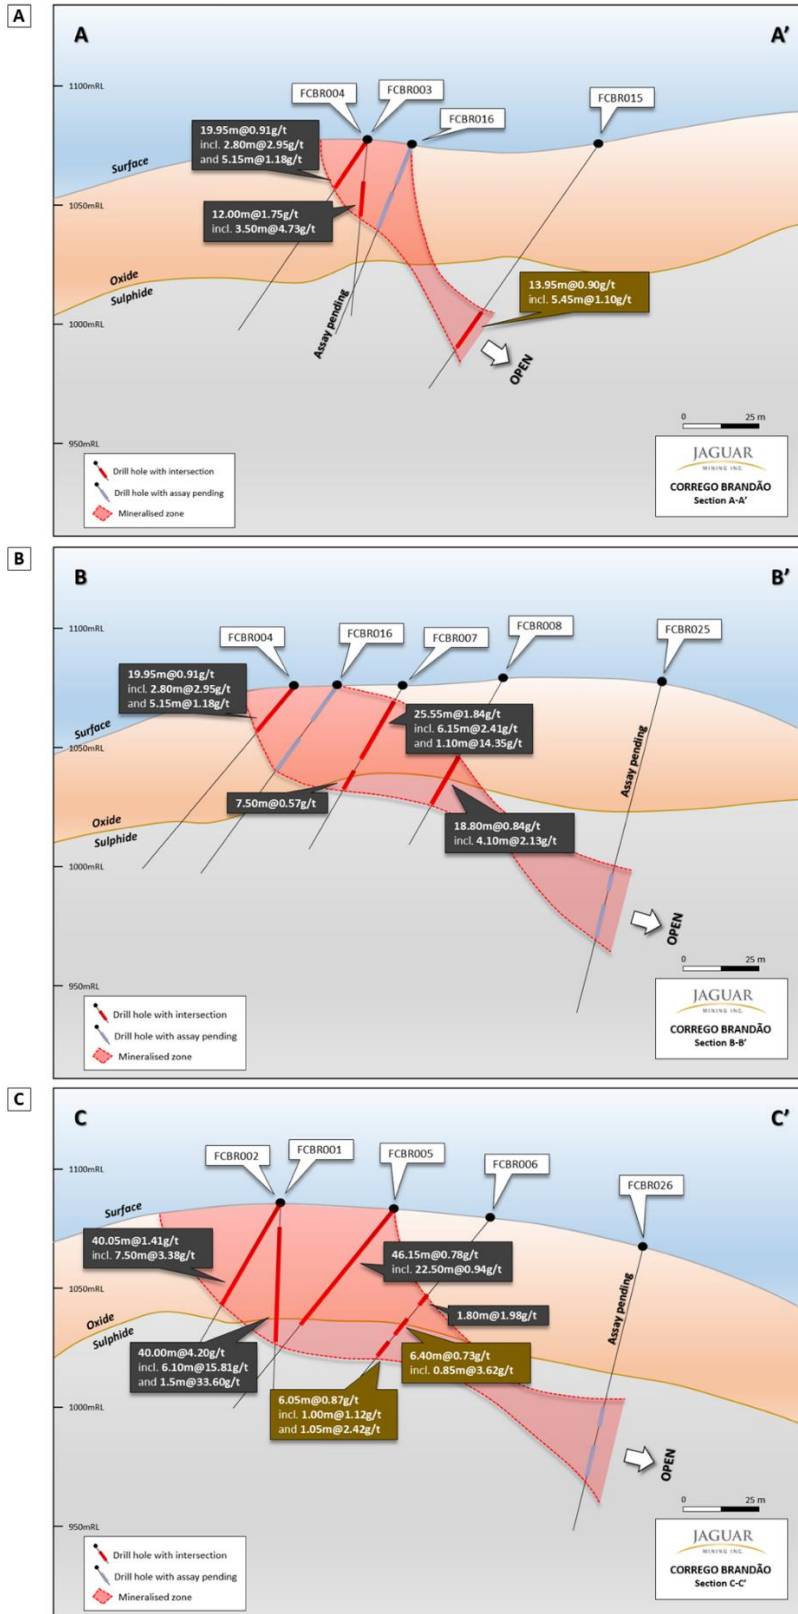 A
A
A’
1100mRL
FCBR004
FCBR003
FCBR016
FCBR015
19.95m@0.91g/t
incl. 2.80m@2.95g/t
and 5.15m@1.18g/t
Surface
1050mRL
12.00m@1.75g/t
incl. 3.50m@4.73g/t
Oxide
Sulphide
13.95m@0.90g/t
incl. 5.45m@1.10g/t
1000mRL
Assay pending
OPEN
950mRL
0 25 m
Drill hole with intersection
Drill hole with assay pending
Mineralised zone
JAGUAR
MINING INC.
CORREGO BRANDÃO
Section A-A’
B
B
B’
1100mRL
FCBR004
FCBR016
FCBR007
FCBR008
FCBR025
19.95m@0.91g/t
incl. 2.80m@2.95g/t
and 5.15m@1.18g/t
25.55m@1.84g/t
incl. 6.15m@2.41g/t
and 1.10m@14.35g/t
Surface
1050mRL
Assay pending
7.50m@0.57g/t
18.80m@0.84g/t
incl. 4.10m@2.13g/t
Oxide
Sulphide
1000mRL
OPEN
950mRL
0 25 m
Drill hole with intersection
Drill hole with assay pending
Mineralised zone
JAGUAR
MINING INC.
CORREGO BRANDÃO
Section B-B’
C
C
C’
1100mRL
FCBR002
FCBR001
FCBR005
FCBR006
FCBR026
Surface
40.05m@1.41g/t
incl. 7.50m@3.38g/t
46.15m@0.78g/t
incl. 22.50m@0.94g/t
1050mRL
1.80m@1.98g/t
Assay pending
Oxide
Sulphide
40.00m@4.20g/t
incl. 6.10m@15.81g/t
and 1.5m@33.60g/t
6.40m@0.73g/t
incl. 0.85m@3.62g/t
6.05m@0.87g/t
incl. 1.00m@1.12g/t
and 1.05m@2.42g/t
1000mRL
OPEN
950mRL
0 25 m
Drill hole with intersection
Drill hole with assay pending
Mineralised zone
JAGUAR
MINING INC.
CORREGO BRANDÃO
Section C-C’